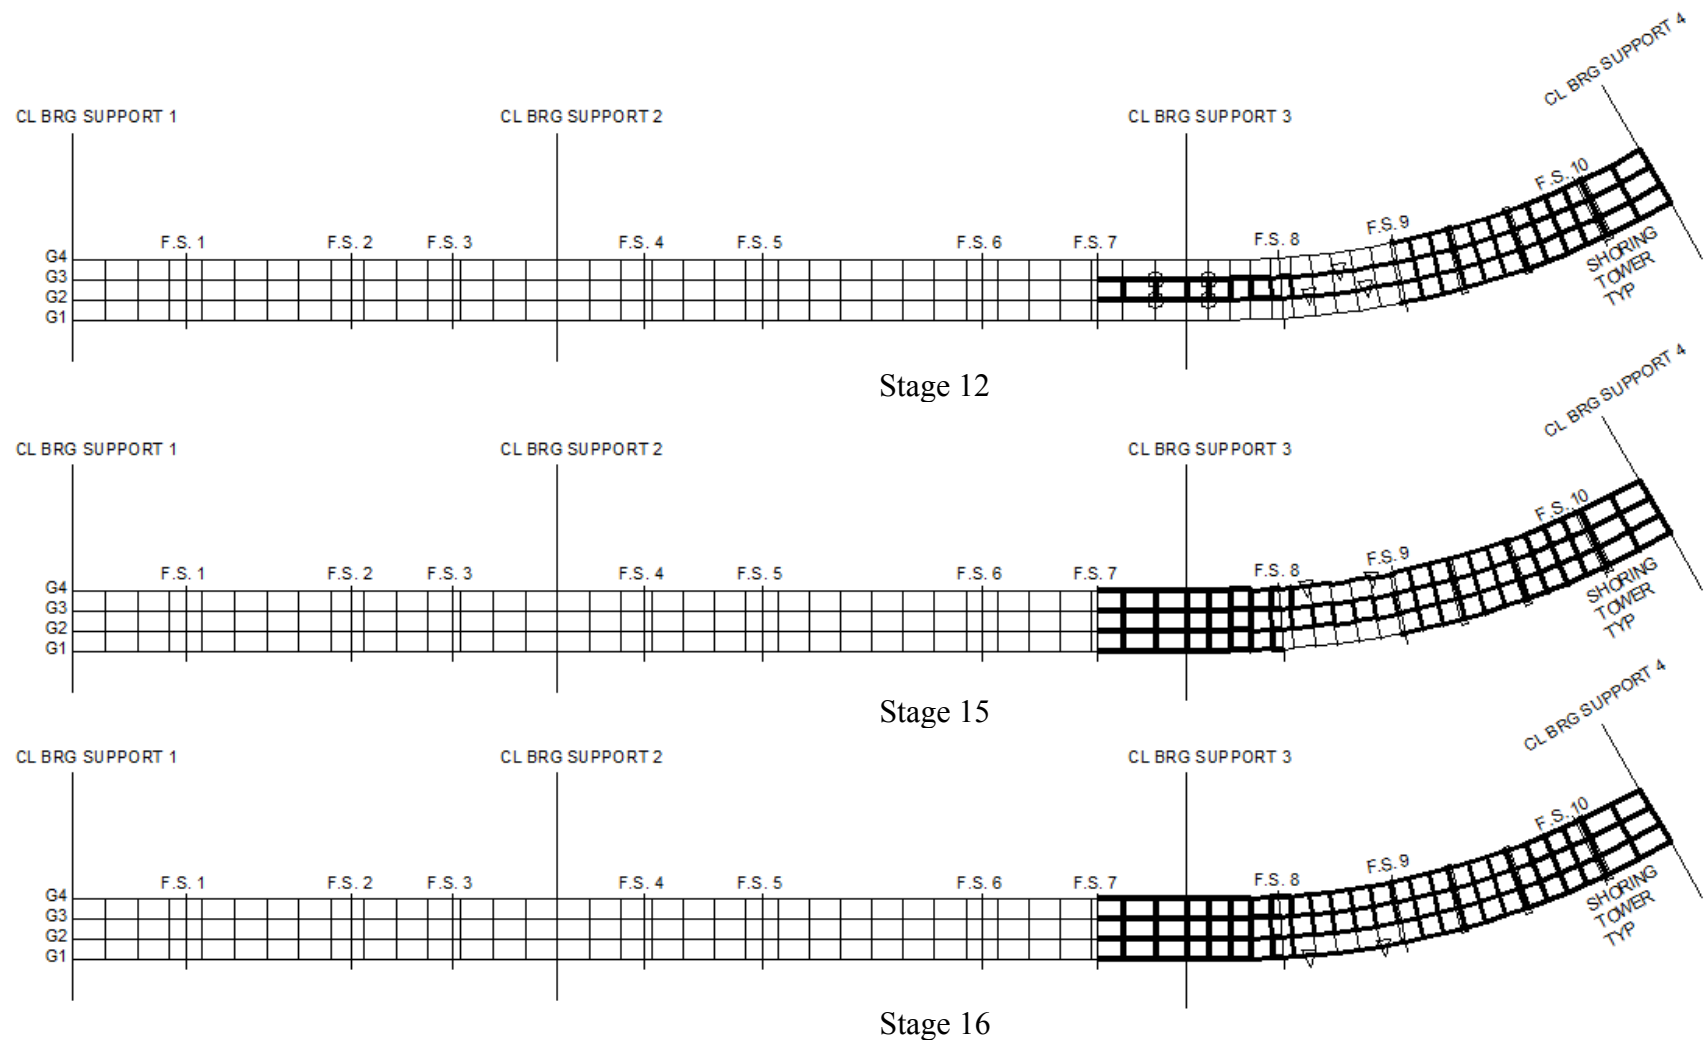 CL BRG SUPPORT 4
CL BRG SUPPORT 1
CL BRG SUPPORT 2
CL BRG SUPPORT 3
F.S. 10
F.S. 9
F.S. 1
F.S. 2
F.S. 3
F.S. 4
F.S. 5
F.S. 6
F.S. 7
F.S. 8
G4
G3
G2
G1
SHORING
TOWER
TYP
Stage 12
CL BRG SUPPORT 4
CL BRG SUPPORT 1
CL BRG SUPPORT 2
CL BRG SUPPORT 3
F.S. 10
F.S. 9
F.S. 1
F.S. 2
F.S. 3
F.S. 4
F.S. 5
F.S. 6
F.S. 7
F.S. 8
G4
G3
G2
G1
SHORING
TOWER
TYP
Stage 15
CL BRG SUPPORT 4
CL BRG SUPPORT 1
CL BRG SUPPORT 2
CL BRG SUPPORT 3
F.S. 10
F.S. 9
F.S. 1
F.S. 2
F.S. 3
F.S. 4
F.S. 5
F.S. 6
F.S. 7
F.S. 8
G4
G3
G2
G1
SHORING
TOWER
TYP
Stage 16